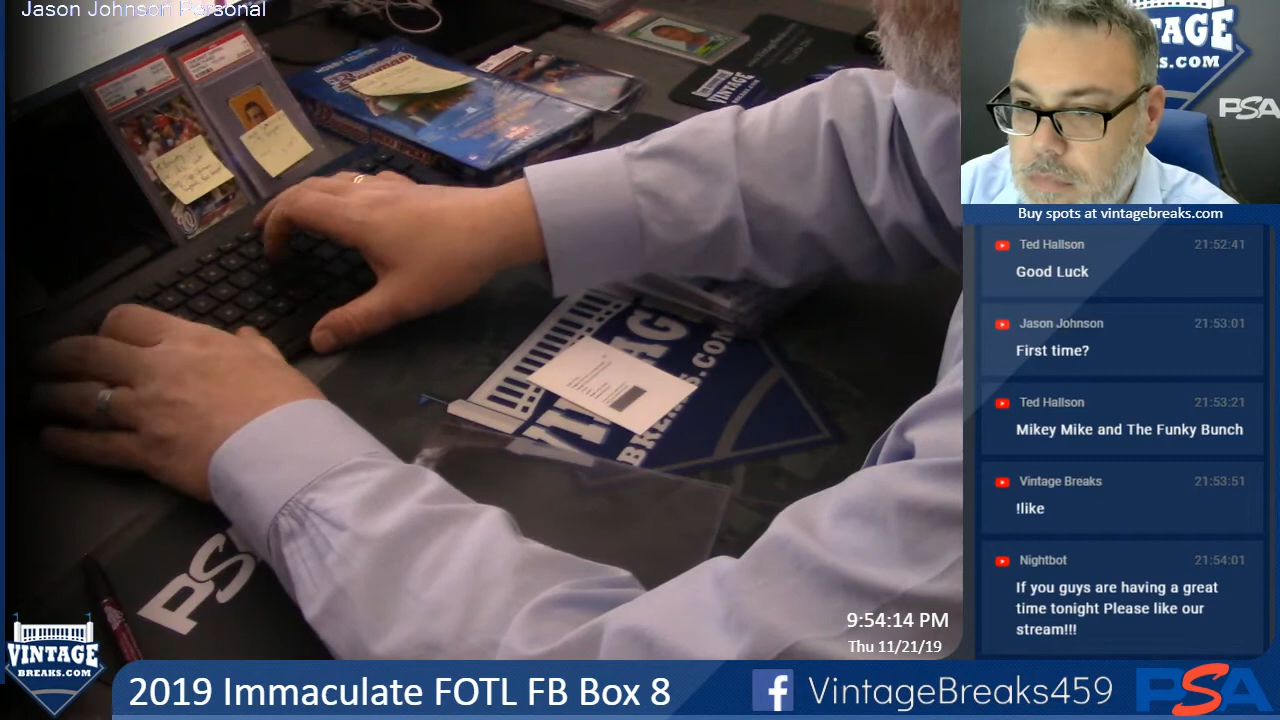 Jason Johnson Personal
VINTAGE
VINTAGE
BREAKS.COM
PSA
TAGE
S.COM
PSA
Buy spots at vintagebreaks.com
Ted Hallson 21:52:41
Good Luck
Jason Johnson 21:53:01
First time?
Ted Hallson 21:53:21
Mikey Mike and The Funky Bunch
Vintage Breaks 21:53:51
!like
Nightbot 21:54:01
If you guys are having a great
time tonight Please like our
stream!!!
9:54:14 PM
Thu 11/21/19
VINTAGE
BREAKS.COM
2019 Immaculate FOTL FB Box 8
f VintageBreaks459
PSA